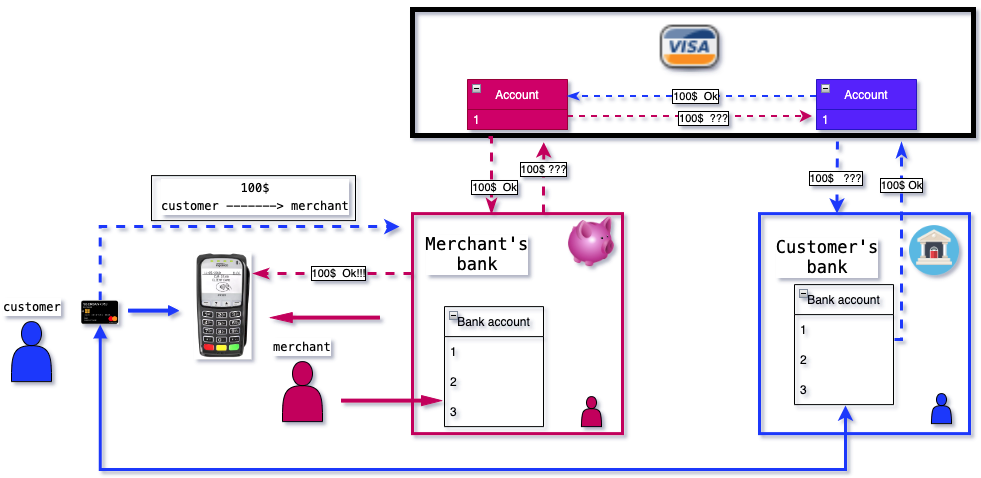 VISA
Account
1
Account
1
100$ Ok
100$ ???
100$ Ok
100$ ???
100$ ???
100$ Ok
100$
customer -------> merchant
Merchant's
bank
Customer's
bank
100$ Ok!!!
customer
merchant
Bank account
1
2
3
Bank account
1
2
3